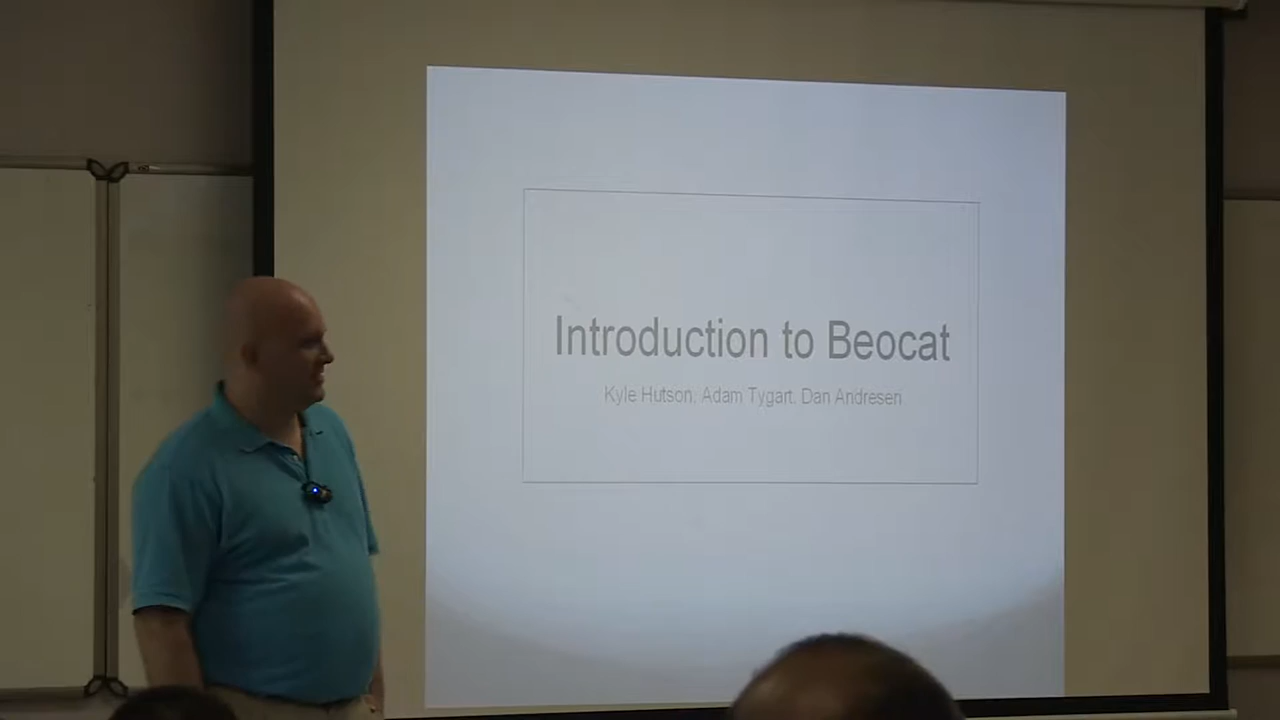 Introduction to Beocat
Kyle Hutson, Adam Tygart, Dan Andresen